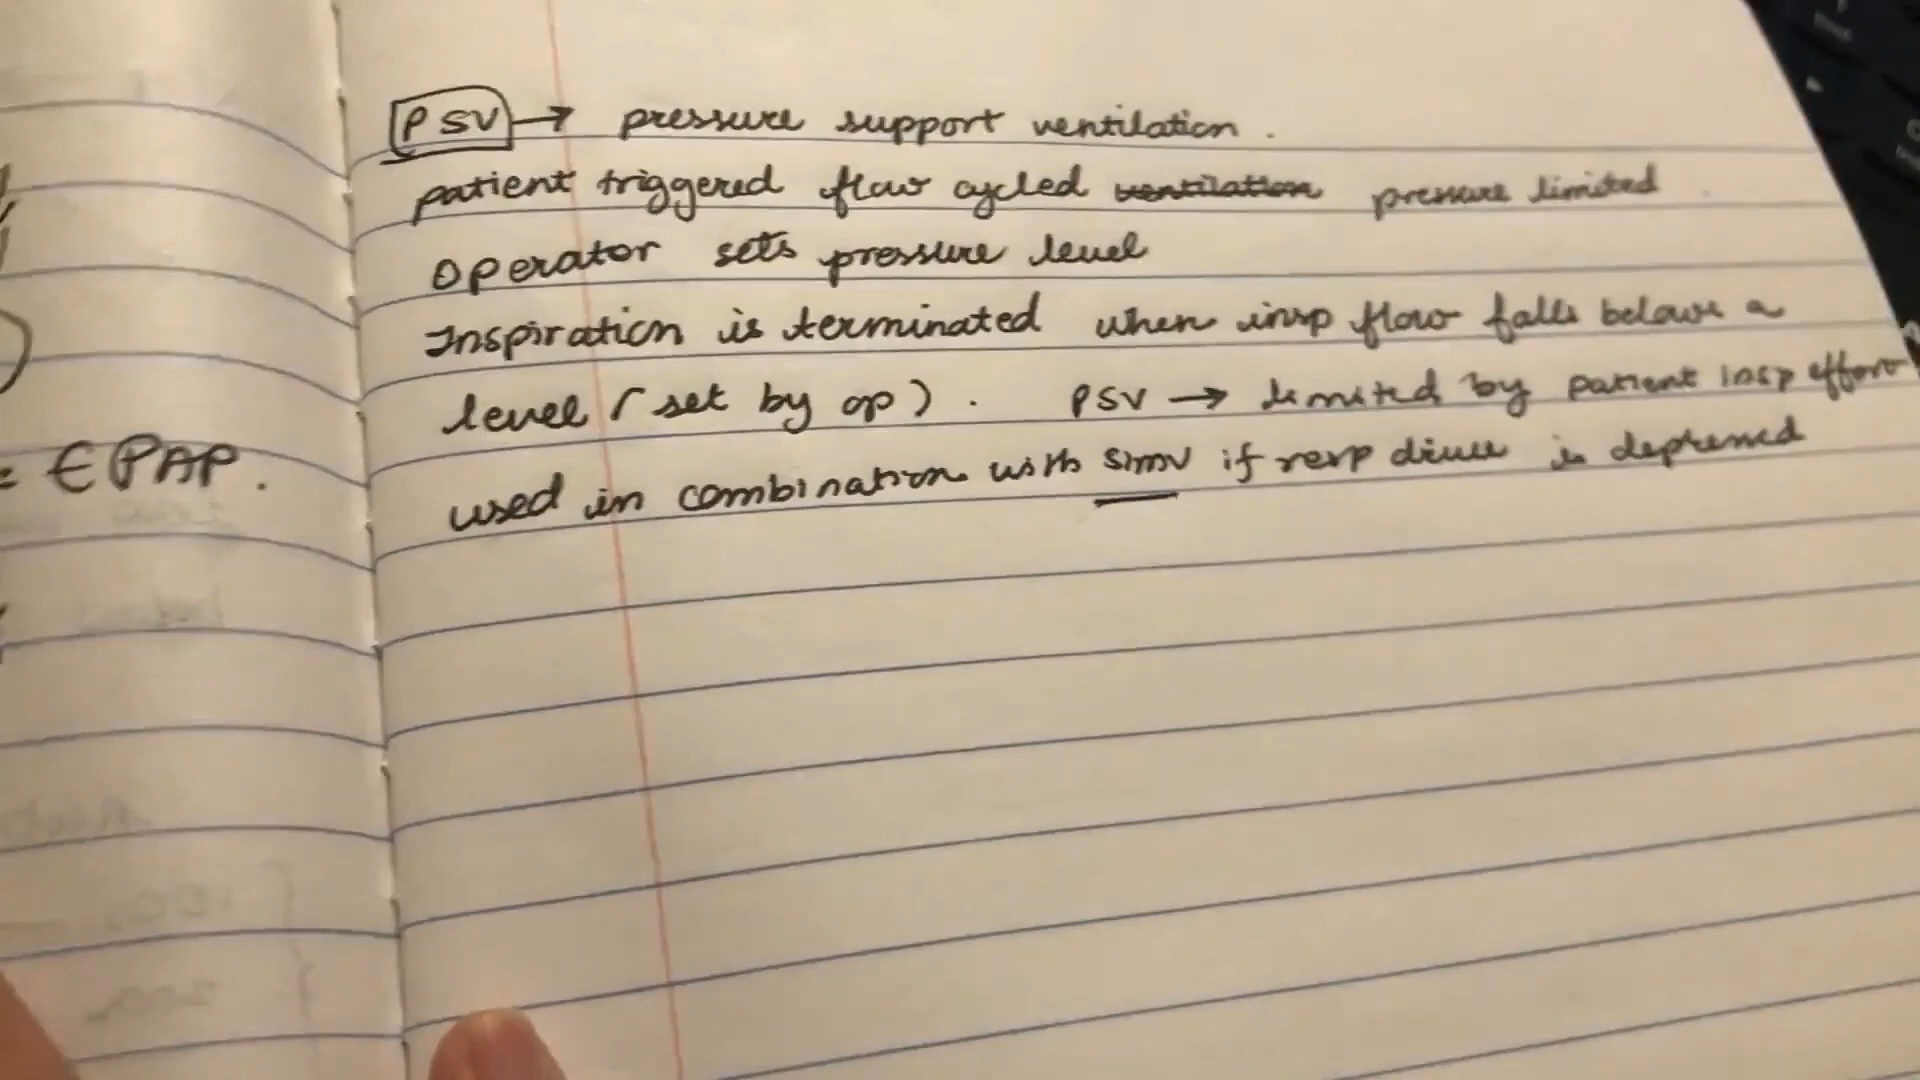 PSV → pressure support ventilation.
patient triggered flow cycled ventilation pressure limited
Operator sets pressure level
Inspiration is terminated when insp flow falls below a
level (set by op). PSV → limited by patient insp effort
used in combination with SIMV if resp drive is depressed
= EPAP.